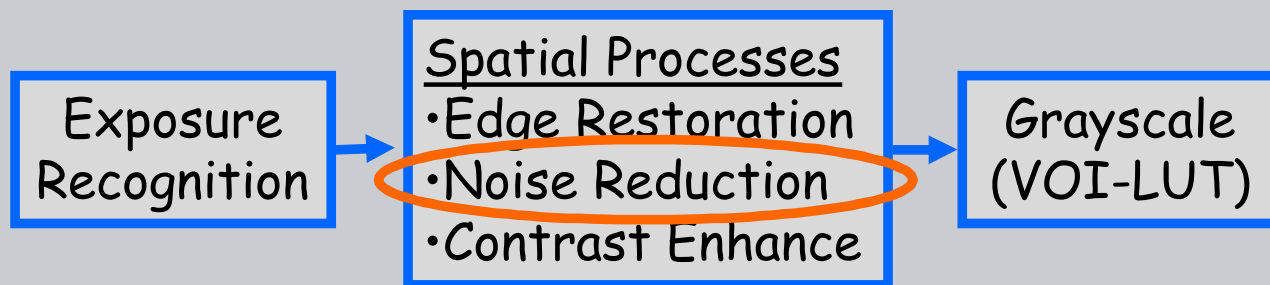 Exposure
Recognition
Spatial Processes
•Edge Restoration
•Noise Reduction
•Contrast Enhance
Grayscale
(VOI-LUT)